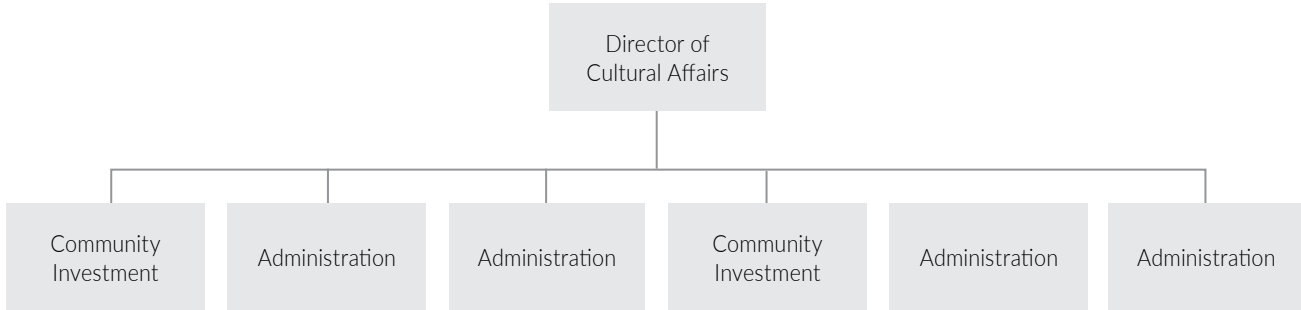 Director of
Cultural Affairs
Community
Investment
Administration
Administration
Community
Investment
Administration
Administration